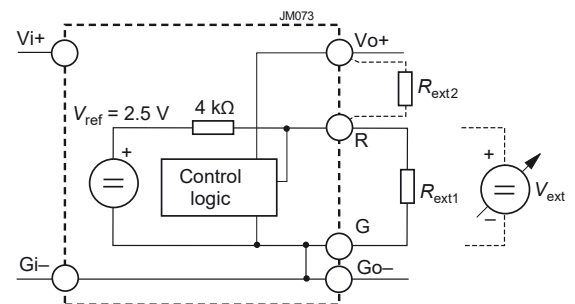 JM073
Vi+
Vo+
Rext2
Vref = 2.5 V
4 kΩ
R
+
+
Control
logic
Rext1
Vext
–
G
Gi–
Go–